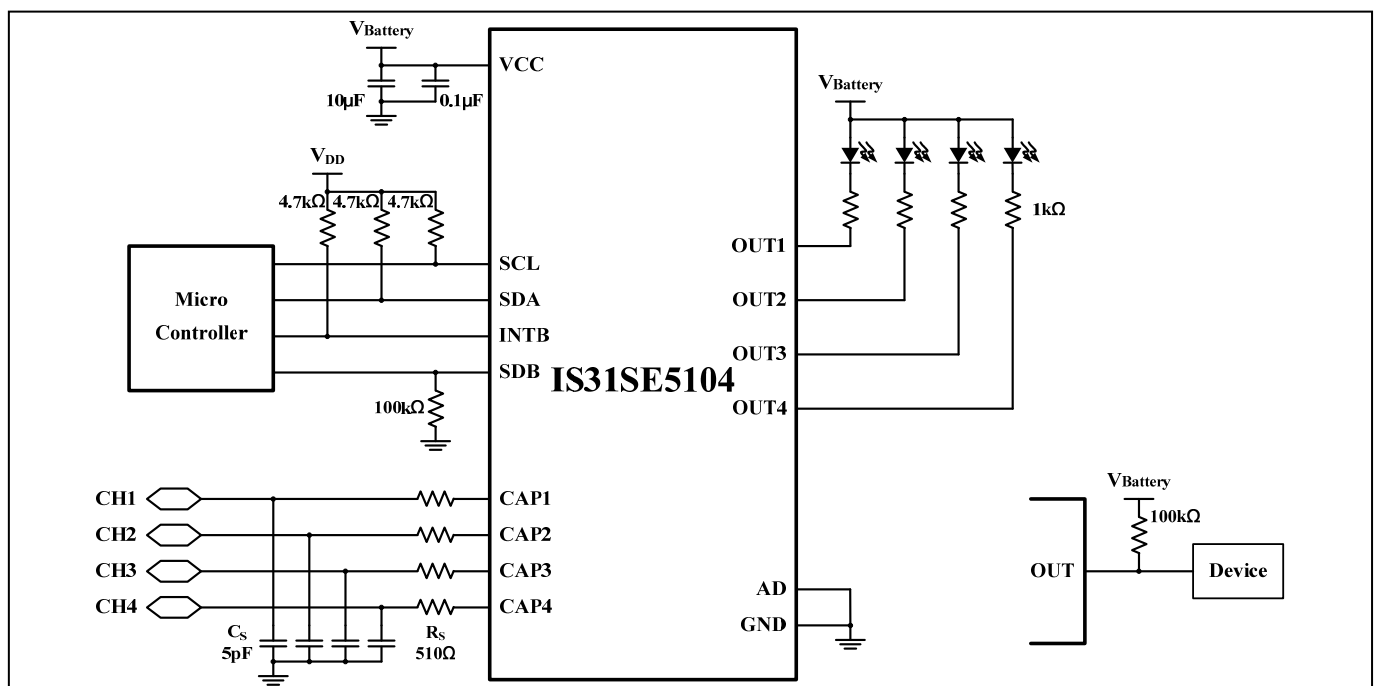 VBattery
VCC
10µF
0.1µF
VDD
4.7kΩ 4.7kΩ 4.7kΩ
Micro
Controller
SCL
SDA
INTB
SDB
100kΩ
IS31SE5104
CH1
CH2
CH3
CH4
CAP1
CAP2
CAP3
CAP4
CS
5pF
RS
510Ω
VBattery
1kΩ
OUT1
OUT2
OUT3
OUT4
AD
GND
VBattery
100kΩ
OUT
Device